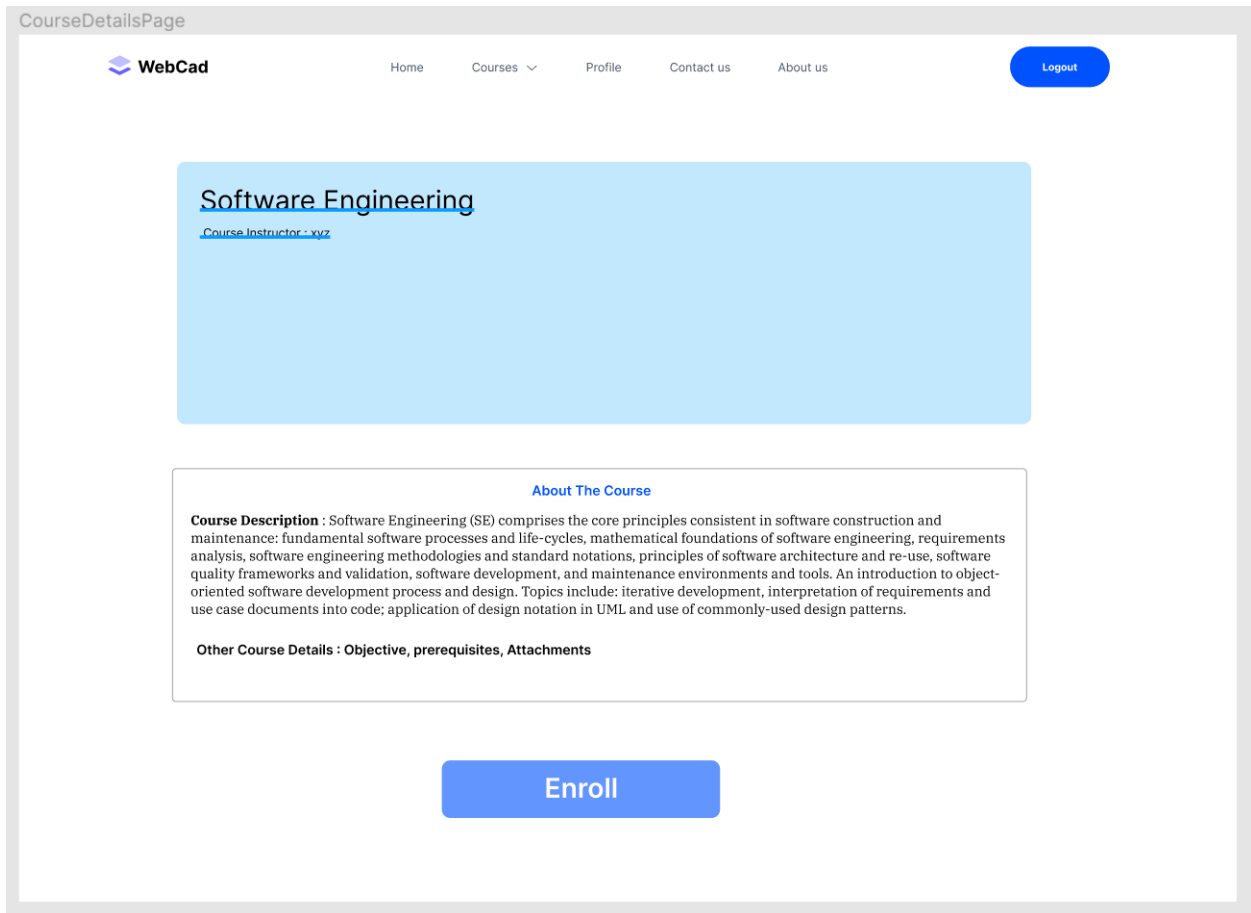 CourseDetailsPage
WebCad Home Courses Profile Contact us About us Logout
Software Engineering
Course Instructor : xyz
About The Course
Course Description : Software Engineering (SE) comprises the core principles consistent in software construction and
maintenance: fundamental software processes and life-cycles, mathematical foundations of software engineering, requirements
analysis, software engineering methodologies and standard notations, principles of software architecture and re-use, software
quality frameworks and validation, software development, and maintenance environments and tools. An introduction to object-
oriented software development process and design. Topics include: iterative development, interpretation of requirements and
use case documents into code; application of design notation in UML and use of commonly-used design patterns.
Other Course Details : Objective, prerequisites, Attachments
Enroll